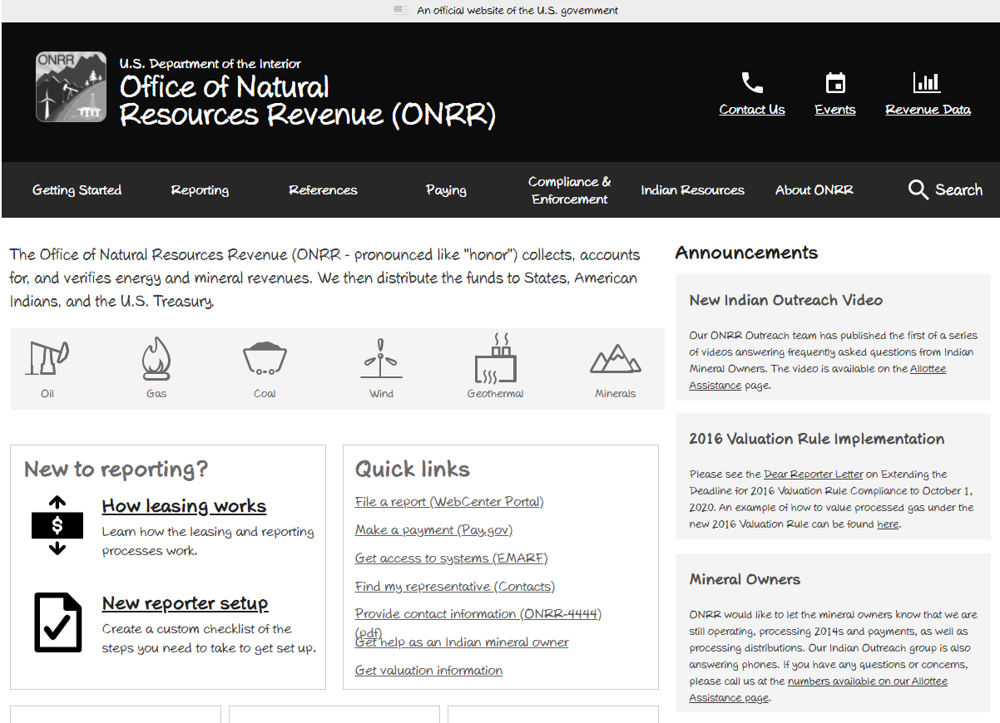 An official website of the U.S. government
ONRR
U.S. Department of the Interior
Office of Natural
Resources Revenue (ONRR)
Contact Us
Events
Revenue Data
Getting Started
Reporting
References
Paying
Compliance &
Enforcement
Indian Resources
About ONRR
Search
The Office of Natural Resources Revenue (ONRR - pronounced like "honor") collects, accounts
for, and verifies energy and mineral revenues. We then distribute the funds to States, American
Indians, and the U.S. Treasury.
Oil
Gas
Coal
Wind
Geothermal
Minerals
New to reporting?
$
How leasing works
Learn how the leasing and reporting
processes work.
New reporter setup
Create a custom checklist of the
steps you need to take to get set up.
Quick links
File a report (WebCenter Portal)
Make a payment (Pay.gov)
Get access to systems (EMARF)
Find my representative (Contacts)
Provide contact information (ONRR-4444)
(pdf)
Get help as an Indian mineral owner
Get valuation information
Announcements
New Indian Outreach Video
Our ONRR Outreach team has published the first of a series
of videos answering frequently asked questions from Indian
Mineral Owners. The video is available on the Allottee
Assistance page.
2016 Valuation Rule Implementation
Please see the Dear Reporter Letter on Extending the
Deadline for 2016 Valuation Rule Compliance to October 1,
2020. An example of how to value processed gas under the
new 2016 Valuation Rule can be found here.
Mineral Owners
ONRR would like to let the mineral owners know that we are
still operating, processing 2014s and payments, as well as
processing distributions. Our Indian Outreach group is also
answering phones. If you have any questions or concerns,
please call us at the numbers available on our Allottee
Assistance page.